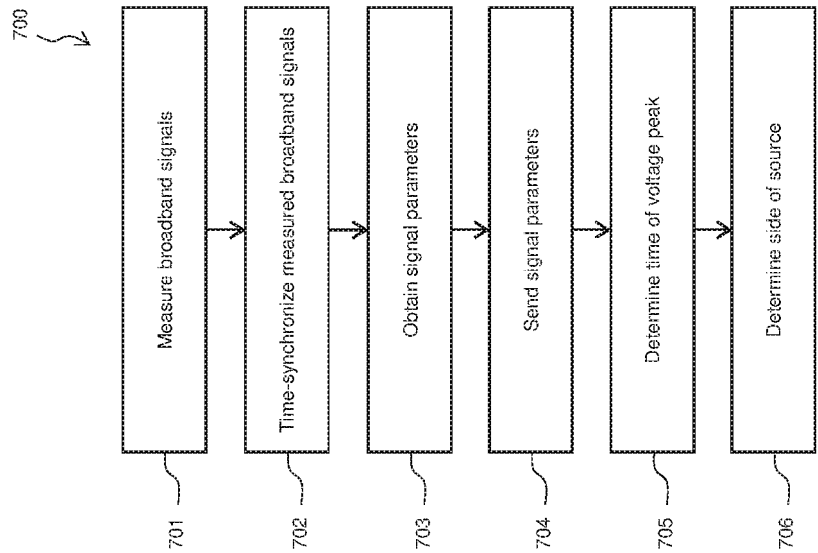 700
Measure broadband signals
701
Time-synchronize measured broadband signals
702
Obtain signal parameters
703
Send signal parameters
704
Determine time of voltage peak
705
Determine side of source
706